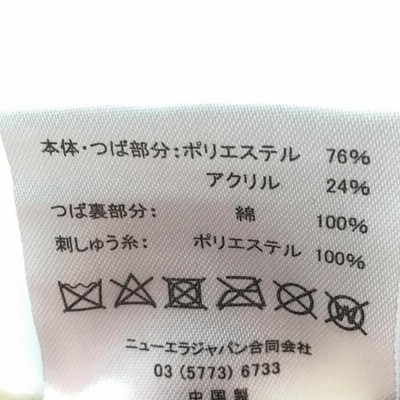 本体・つば部分：ポリエステル 76%
アクリル 24%
つば裏部分： 綿 100%
刺しゅう糸： ポリエステル 100%
ニューエラジャパン合同会社
03 (5773) 6733
中国製